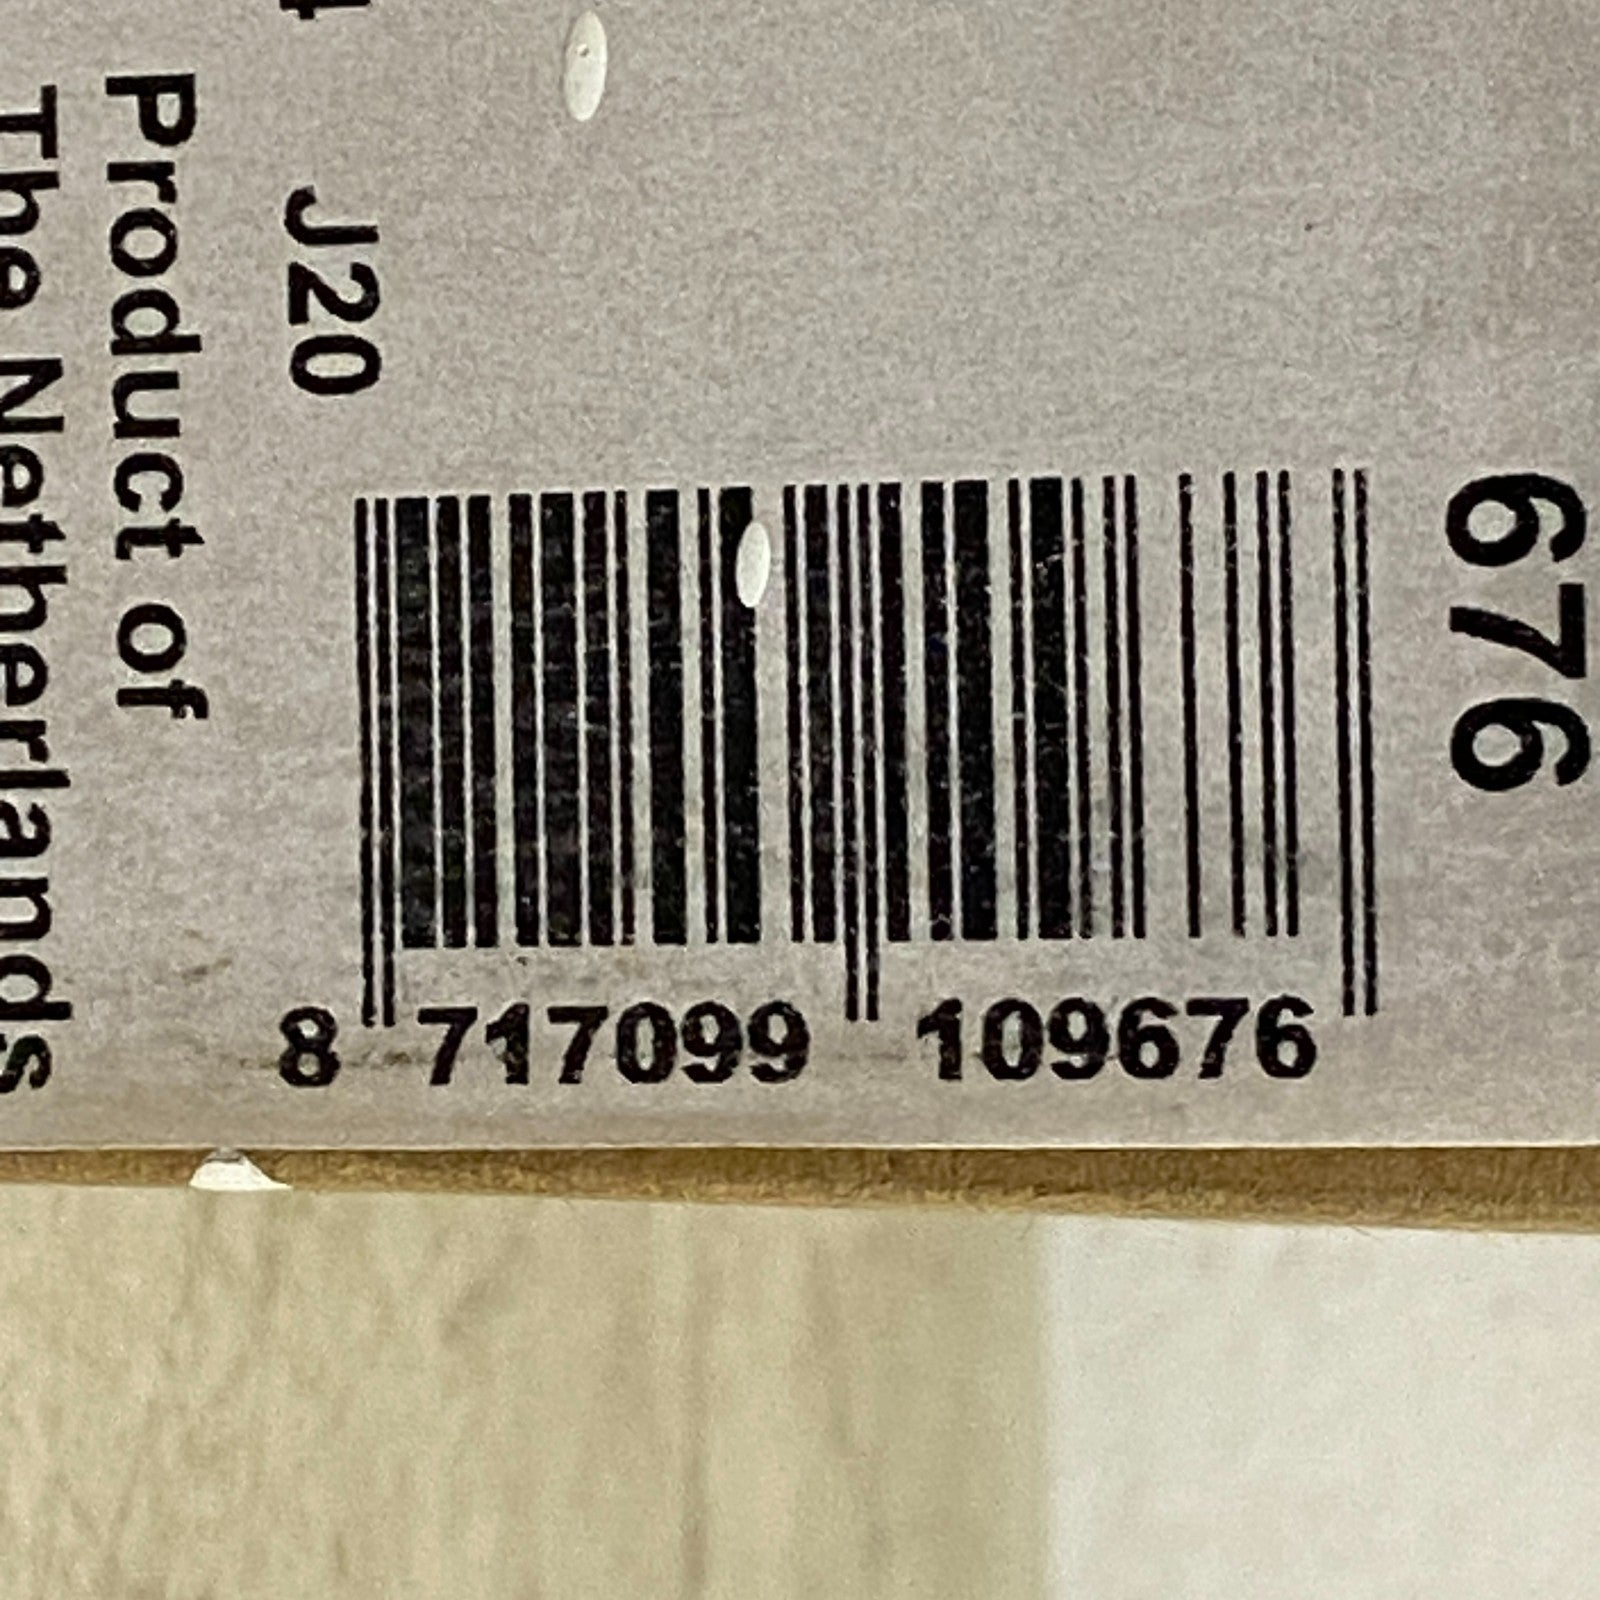 J20
Product of
The Netherlands
676
8 717099 109676